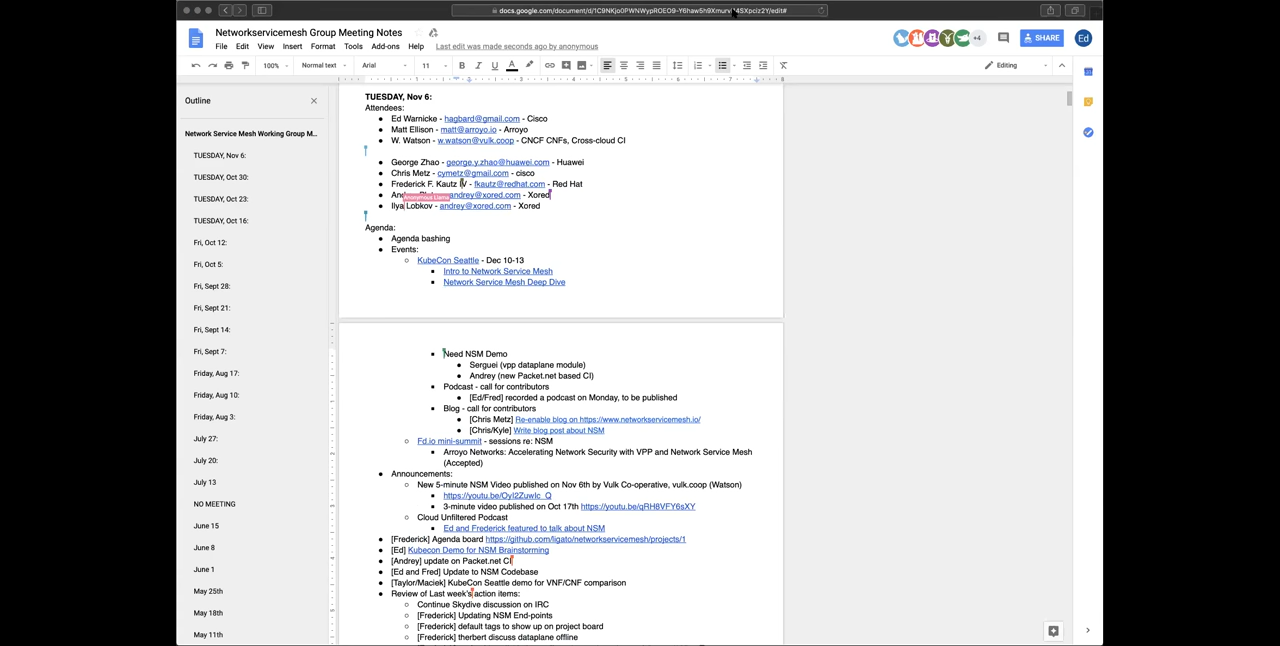 docs.google.com/document/d/
Networkservicemesh Group Meeting Notes
File Edit View Insert Format Tools Add-ons Help Last edit was made seconds ago by anonymous
+4
SHARE
Ed
100% Normal text Arial 11 B I U A Editing
Outline
Network Service Mesh Working Group M...
TUESDAY, Nov 6:
TUESDAY, Oct 30:
TUESDAY, Oct 23:
TUESDAY, Oct 16:
Fri, Oct 12:
Fri, Oct 5:
Fri, Sept 28:
Fri, Sept 21:
Fri, Sept 14:
Fri, Sept 7:
Friday, Aug 17:
Friday, Aug 10:
Friday, Aug 3:
July 27:
July 20:
July 13
NO MEETING
June 15
June 8
June 1
May 25th
May 18th
May 11th
TUESDAY, Nov 6:
Attendees:
Ed Warnicke - hagbard@gmail.com - Cisco
Matt Ellison - matt@arroyo.io - Arroyo
W. Watson - w.watson@vulk.coop - CNCF CNFs, Cross-cloud CI
George Zhao - george.y.zhao@huawei.com - Huawei
Chris Metz - cymetz@gmail.com - cisco
Frederick F. Kautz IV - fkautz@redhat.com - Red Hat
andrey@xored.com - Xored
Anonymous Llama
Ilya Lobkov - andrey@xored.com - Xored
Agenda:
Agenda bashing
Events:
KubeCon Seattle - Dec 10-13
Intro to Network Service Mesh
Network Service Mesh Deep Dive
Need NSM Demo
Serguei (vpp dataplane module)
Andrey (new Packet.net based CI)
Podcast - call for contributors
[Ed/Fred] recorded a podcast on Monday, to be published
Blog - call for contributors
[Chris Metz] Re-enable blog on https://www.networkservicemesh.io/
[Chris/Kyle] Write blog post about NSM
Fd.io mini-summit - sessions re: NSM
Arroyo Networks: Accelerating Network Security with VPP and Network Service Mesh
(Accepted)
Announcements:
New 5-minute NSM Video published on Nov 6th by Vulk Co-operative, vulk.coop (Watson)
https://youtu.be/OyI2Zuwlc_Q
3-minute video published on Oct 17th https://youtu.be/qRH8VFY6sXY
Cloud Unfiltered Podcast
Ed and Frederick featured to talk about NSM
[Frederick] Agenda board https://github.com/ligato/networkservicemesh/projects/1
[Ed] Kubecon Demo for NSM Brainstorming
[Andrey] update on Packet.net CI
[Ed and Fred] Update to NSM Codebase
[Taylor/Maciek] KubeCon Seattle demo for VNF/CNF comparison
Review of Last week's action items:
Continue Skydive discussion on IRC
[Frederick] Updating NSM End-points
[Frederick] default tags to show up on project board
[Frederick] therbert discuss dataplane offline